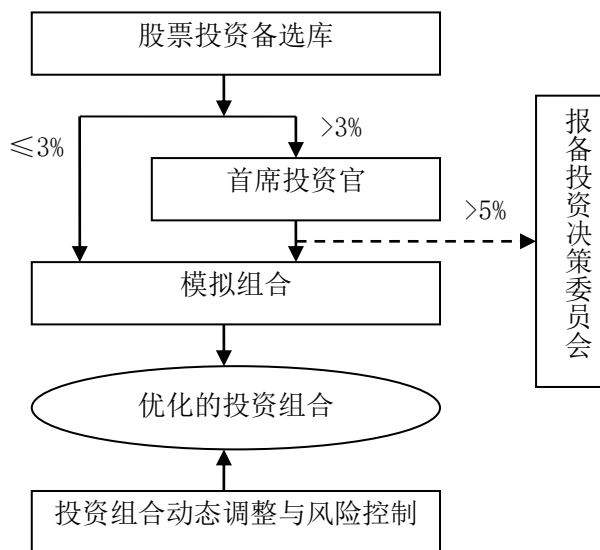 股票投资备选库
≤3%
>3%
首席投资官
>5%
报备投资决策委员会
模拟组合
优化的投资组合
投资组合动态调整与风险控制